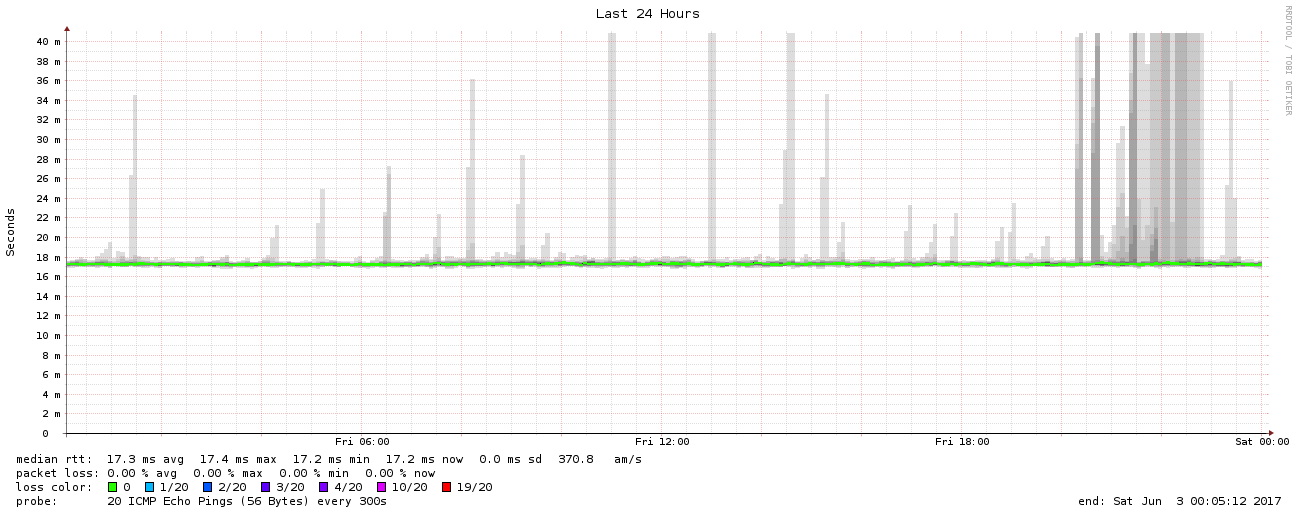 Last 24 Hours
RRDTOOL / TOBI OETIKER
Seconds
40 m
38 m
36 m
34 m
32 m
30 m
28 m
26 m
24 m
22 m
20 m
18 m
16 m
14 m
12 m
10 m
8 m
6 m
4 m
2 m
0
Fri 06:00 Fri 12:00 Fri 18:00 Sat 00:00
median rtt: 17.3 ms avg 17.4 ms max 17.2 ms min 17.2 ms now 0.0 ms sd 370.8 am/s
packet loss: 0.00 % avg 0.00 % max 0.00 % min 0.00 % now
loss color: 0 1/20 2/20 3/20 4/20 10/20 19/20
probe: 20 ICMP Echo Pings (56 Bytes) every 300s end: Sat Jun 3 00:05:12 2017